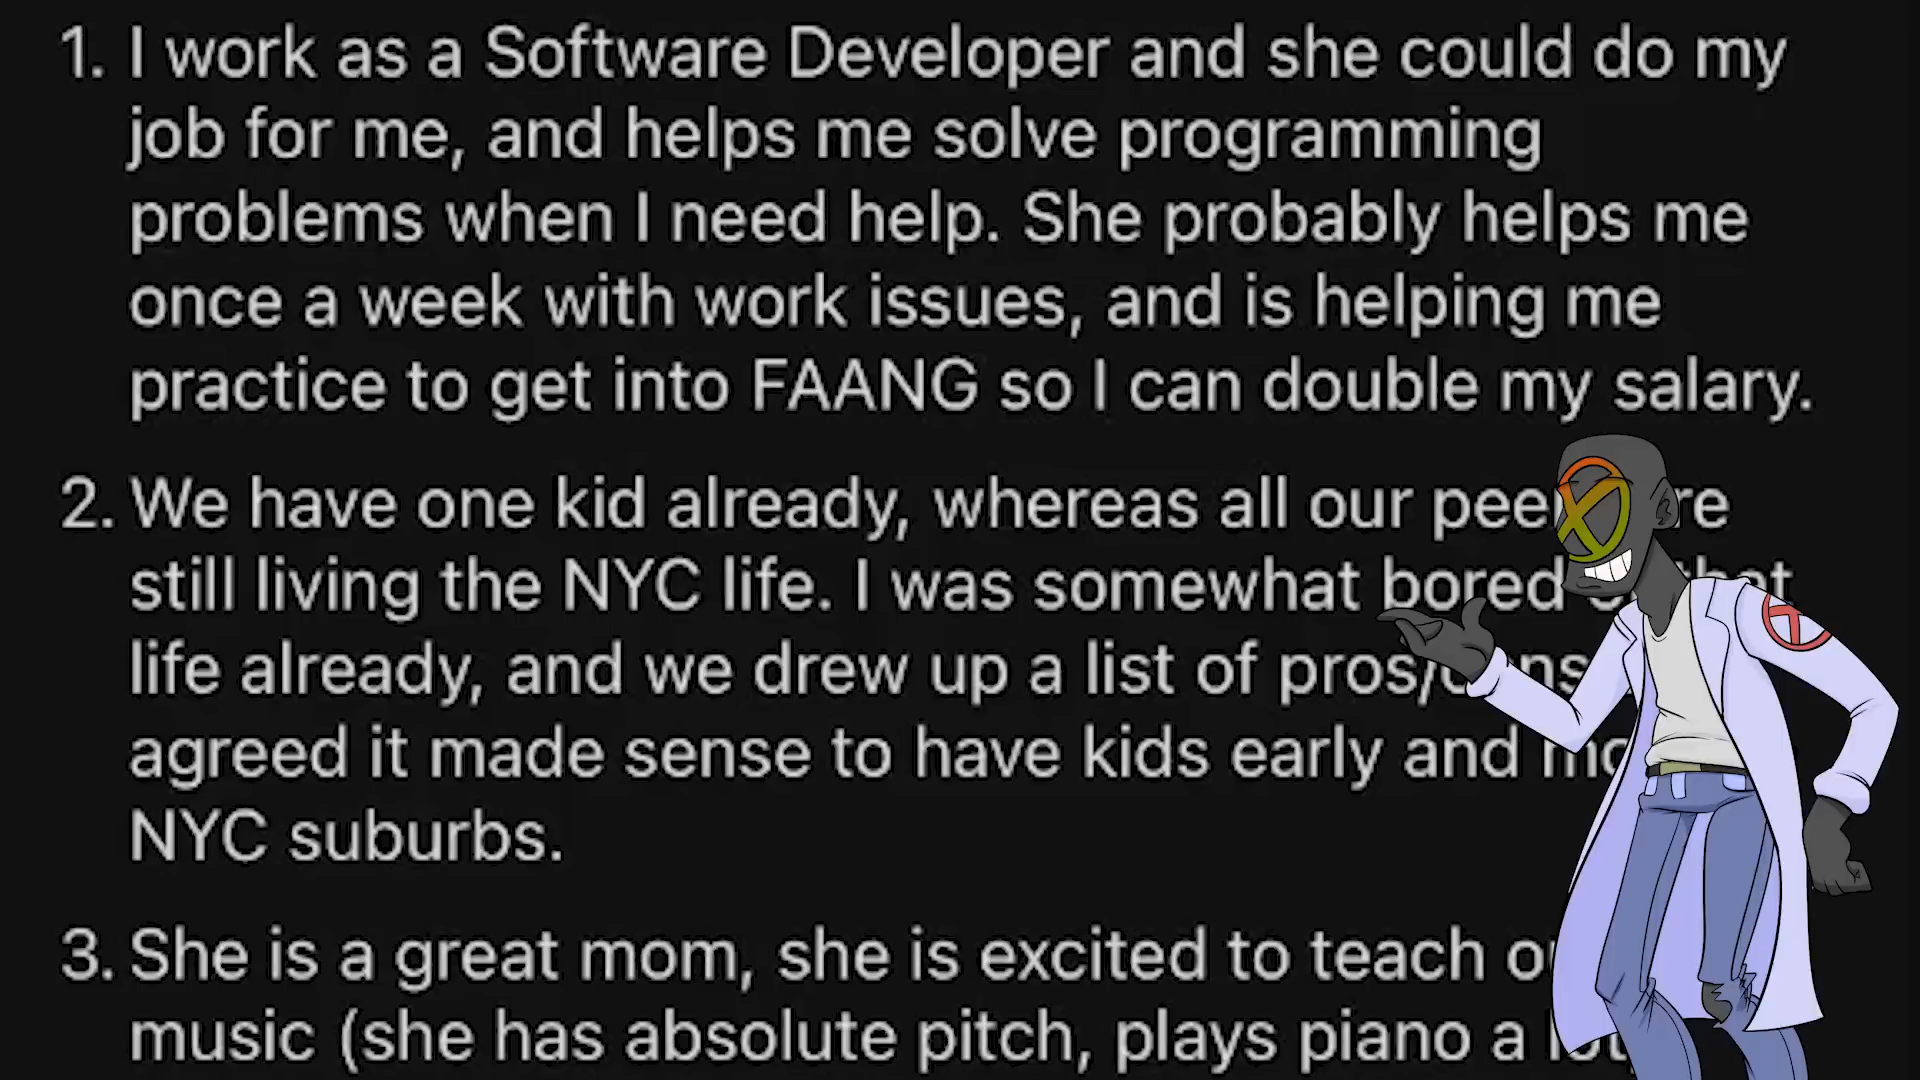 1. I work as a Software Developer and she could do my
job for me, and helps me solve programming
problems when I need help. She probably helps me
once a week with work issues, and is helping me
practice to get into FAANG so I can double my salary.
2. We have one kid already, whereas all our
still living the NYC life. I was somewhat bored
life already, and we drew up a list of
agreed it made sense to have kids early and
NYC suburbs.
3. She is a great mom, she is excited to teach
music (she has absolute pitch, plays piano a